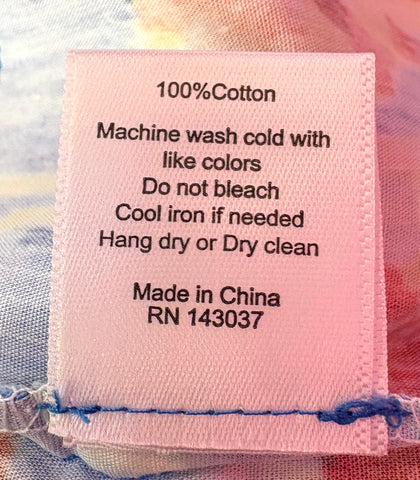 100%Cotton
Machine wash cold with
like colors
Do not bleach
Cool iron if needed
Hang dry or Dry clean
Made in China
RN 143037